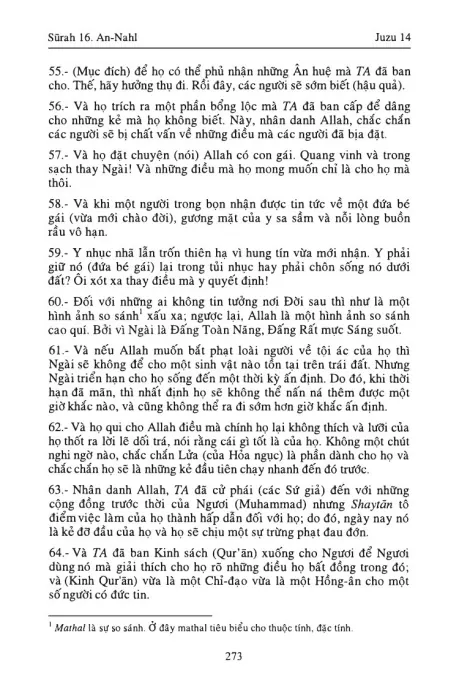 Sūrah 16. An-Nahl Juzu 14
55.- (Mục đích) để họ có thể phủ nhận những Ân huệ mà TA đã ban
cho. Thế, hãy hưởng thụ đi. Rồi đây, các người sẽ sớm biết (hậu quả).
56.- Và họ trích ra một phần bổng lộc mà TA đã ban cấp để dâng
cho những kẻ mà họ không biết. Này, nhân danh Allah, chắc chắn
các người sẽ bị chất vấn về những điều mà các người đã bịa đặt.
57.- Và họ đặt chuyện (nói) Allah có con gái. Quang vinh và trong
sạch thay Ngài! Và những điều mà họ mong muốn chỉ là cho họ mà
thôi.
58.- Và khi một người trong bọn nhận được tin tức về một đứa bé
gái (vừa mới chào đời), gương mặt của y sa sầm và nỗi lòng buồn
rầu vô hạn.
59.- Y nhục nhã lẫn trốn thiên hạ vì hung tín vừa mới nhận. Y phải
giữ nó (đứa bé gái) lại trong tủi nhục hay phải chôn sống nó dưới
đất? Ôi xót xa thay điều mà y quyết định!
60.- Đối với những ai không tin tưởng nơi Đời sau thì như là một
hình ảnh so sánh¹ xấu xa; ngược lại, Allah là một hình ảnh so sánh
cao quí. Bởi vì Ngài là Đấng Toàn Năng, Đấng Rất mực Sáng suốt.
61.- Và nếu Allah muốn bắt phạt loài người về tội ác của họ thì
Ngài sẽ không để cho một sinh vật nào tồn tại trên trái đất. Nhưng
Ngài triển hạn cho họ sống đến một thời kỳ ấn định. Do đó, khi thời
hạn đã mãn, thì nhất định họ sẽ không thể nấn ná thêm được một
giờ khắc nào, và cũng không thể ra đi sớm hơn giờ khắc ấn định.
62.- Và họ qui cho Allah điều mà chính họ lại không thích và lưỡi của
họ thốt ra lời lẽ dối trá, nói rằng cái gì tốt là của họ. Không một chút
nghi ngờ nào, chắc chắn Lửa (của Hỏa ngục) là phần dành cho họ và
chắc chắn họ sẽ là những kẻ đầu tiên chạy nhanh đến đó trước.
63.- Nhân danh Allah, TA đã cử phái (các Sứ giả) đến với những
cộng đồng trước thời của Ngươi (Muhammad) nhưng Shaytān tô
điểm việc làm của họ thành hấp dẫn đối với họ; do đó, ngày nay nó
là kẻ đỡ đầu của họ và họ sẽ chịu một sự trừng phạt đau đớn.
64.- Và TA đã ban Kinh sách (Qur'ān) xuống cho Ngươi để Ngươi
dùng nó mà giải thích cho họ rõ những điều họ bất đồng trong đó;
và (Kinh Qur'ān) vừa là một Chỉ-đạo vừa là một Hồng-ân cho một
số người có đức tin.
¹ Mathal là sự so sánh. Ở đây mathal tiêu biểu cho thuộc tính, đặc tính.
273